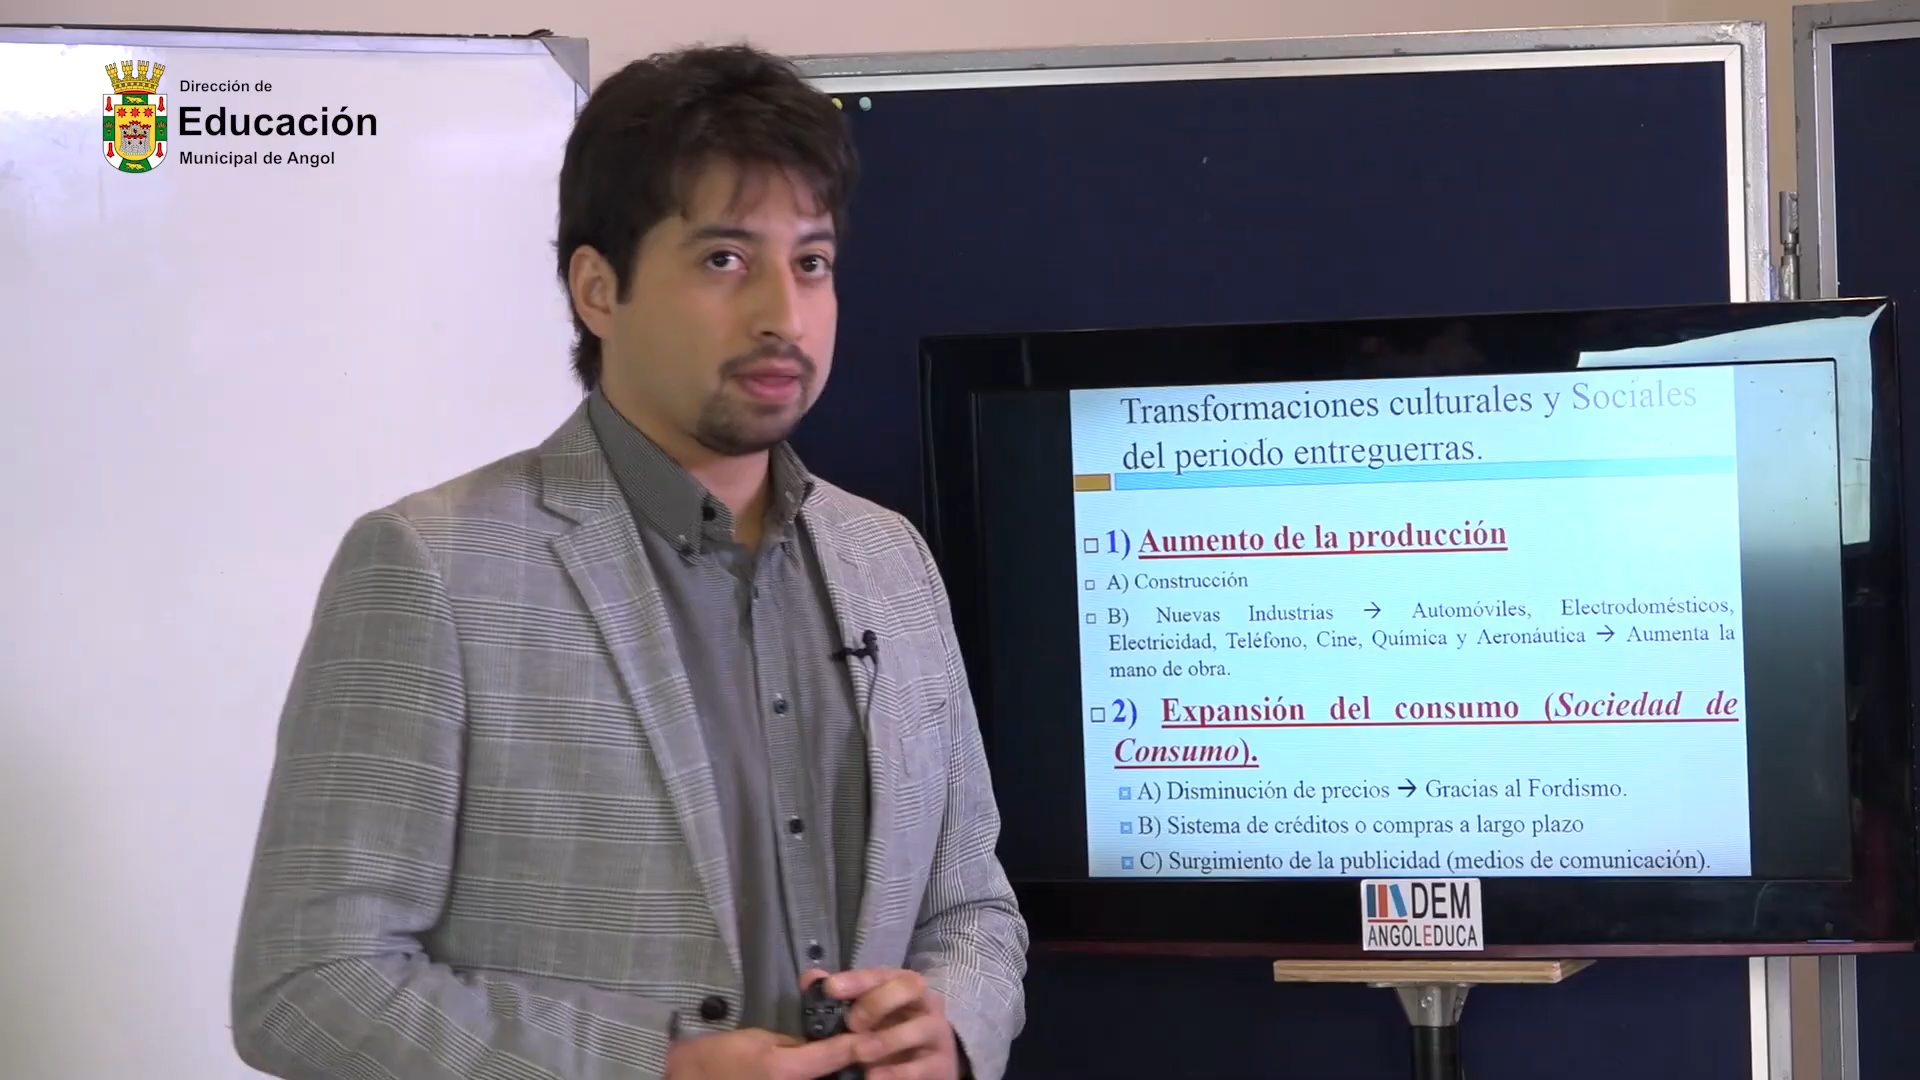 Dirección de
Educación
Municipal de Angol
Transformaciones culturales y Sociales
del periodo entreguerras.
1) Aumento de la producción
A) Construcción
B) Nuevas Industrias → Automóviles, Electrodomésticos,
Electricidad, Teléfono, Cine, Química y Aeronáutica → Aumenta la
mano de obra.
2) Expansión del consumo (Sociedad de
Consumo).
A) Disminución de precios → Gracias al Fordismo.
B) Sistema de créditos o compras a largo plazo
C) Surgimiento de la publicidad (medios de comunicación).
DEM
ANGOLEDUCA